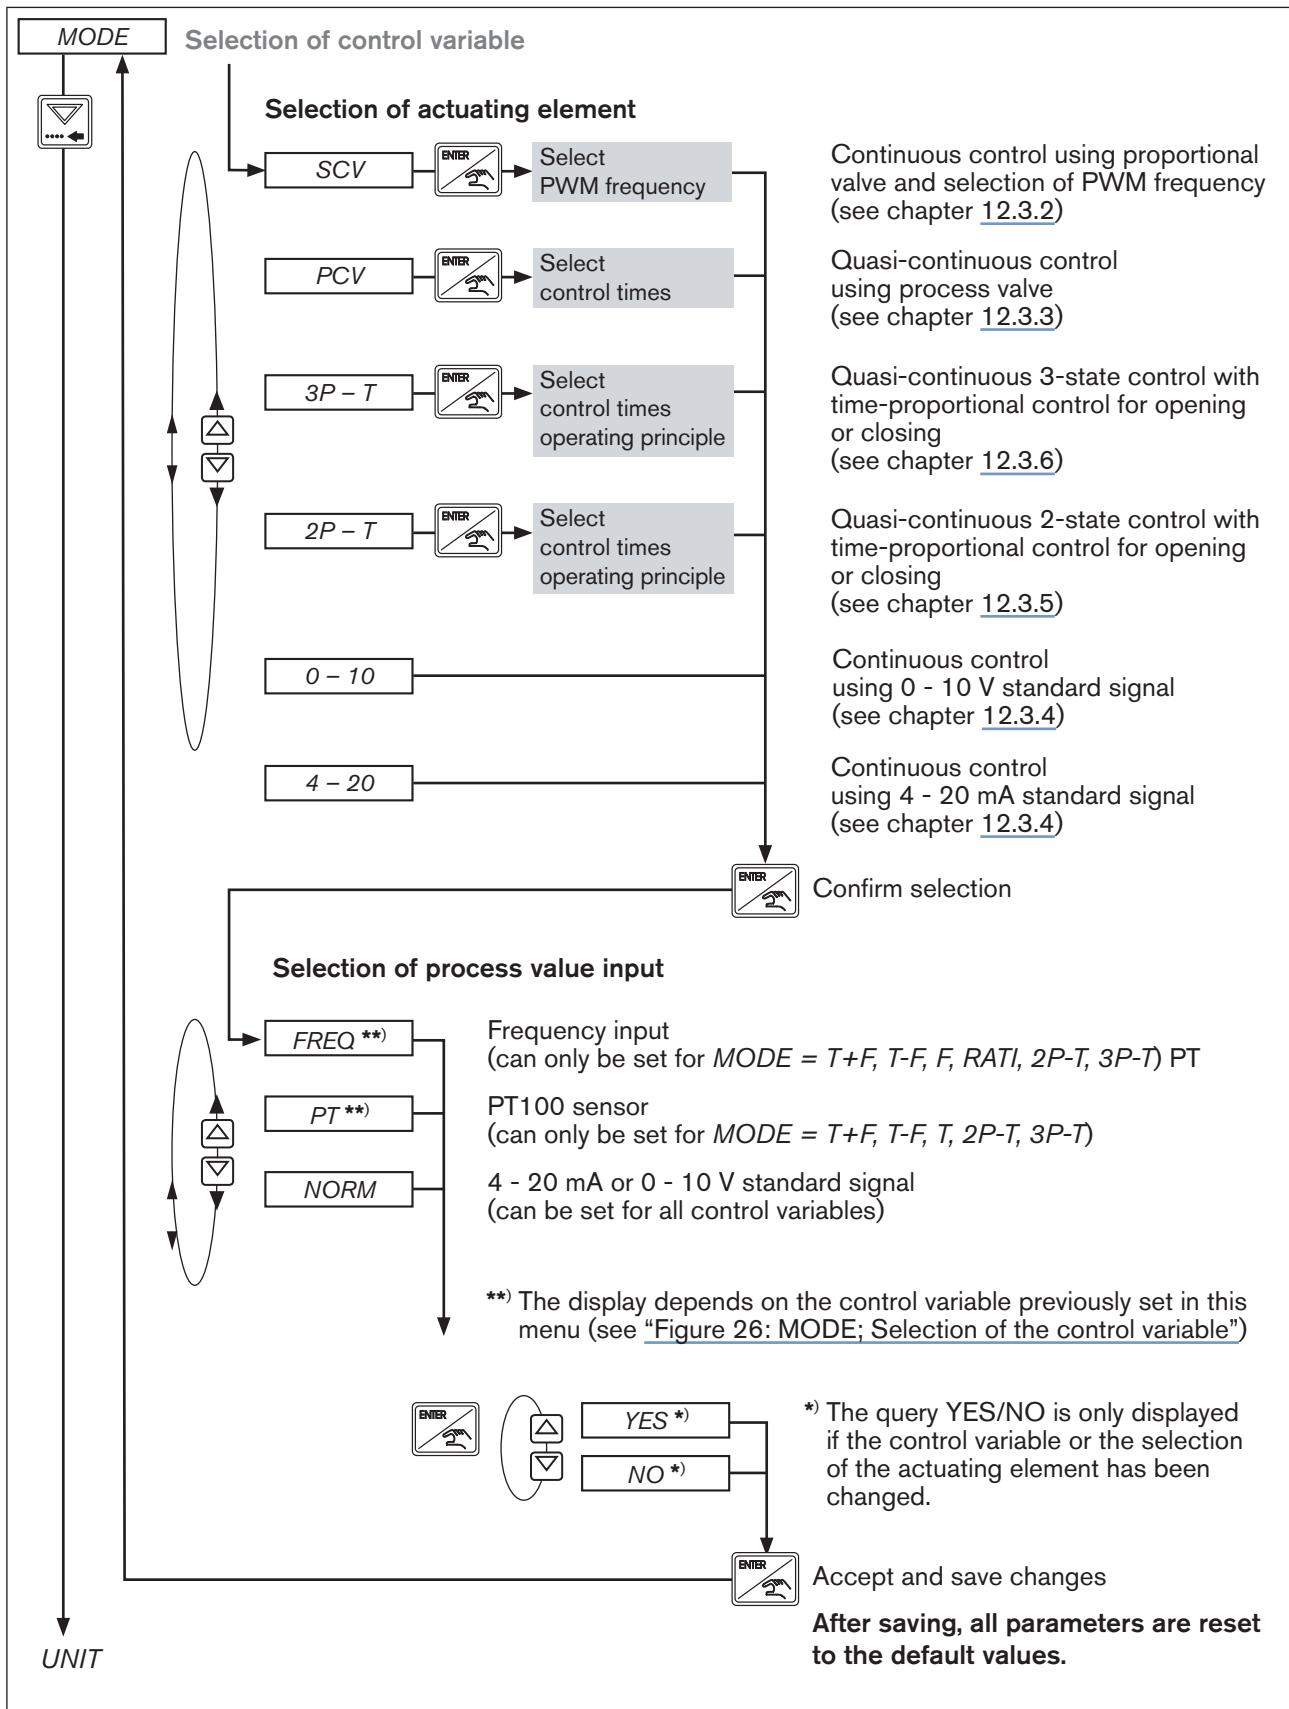 MODE
Selection of control variable
Selection of actuating element
SCV
ENTER
Select
PWM frequency
Continuous control using proportional
valve and selection of PWM frequency
(see chapter 12.3.2)
PCV
ENTER
Select
control times
Quasi-continuous control
using process valve
(see chapter 12.3.3)
3P – T
ENTER
Select
control times
operating principle
Quasi-continuous 3-state control with
time-proportional control for opening
or closing
(see chapter 12.3.6)
2P – T
ENTER
Select
control times
operating principle
Quasi-continuous 2-state control with
time-proportional control for opening
or closing
(see chapter 12.3.5)
0 – 10
Continuous control
using 0 - 10 V standard signal
(see chapter 12.3.4)
4 – 20
Continuous control
using 4 - 20 mA standard signal
(see chapter 12.3.4)
ENTER
Confirm selection
Selection of process value input
FREQ **)
Frequency input
(can only be set for MODE = T+F, T-F, F, RATI, 2P-T, 3P-T) PT
PT **)
PT100 sensor
(can only be set for MODE = T+F, T-F, T, 2P-T, 3P-T)
NORM
4 - 20 mA or 0 - 10 V standard signal
(can be set for all control variables)
**) The display depends on the control variable previously set in this
menu (see “Figure 26: MODE; Selection of the control variable”)
ENTER
YES *)
NO *)
*) The query YES/NO is only displayed
if the control variable or the selection
of the actuating element has been
changed.
ENTER
Accept and save changes
After saving, all parameters are reset
to the default values.
UNIT